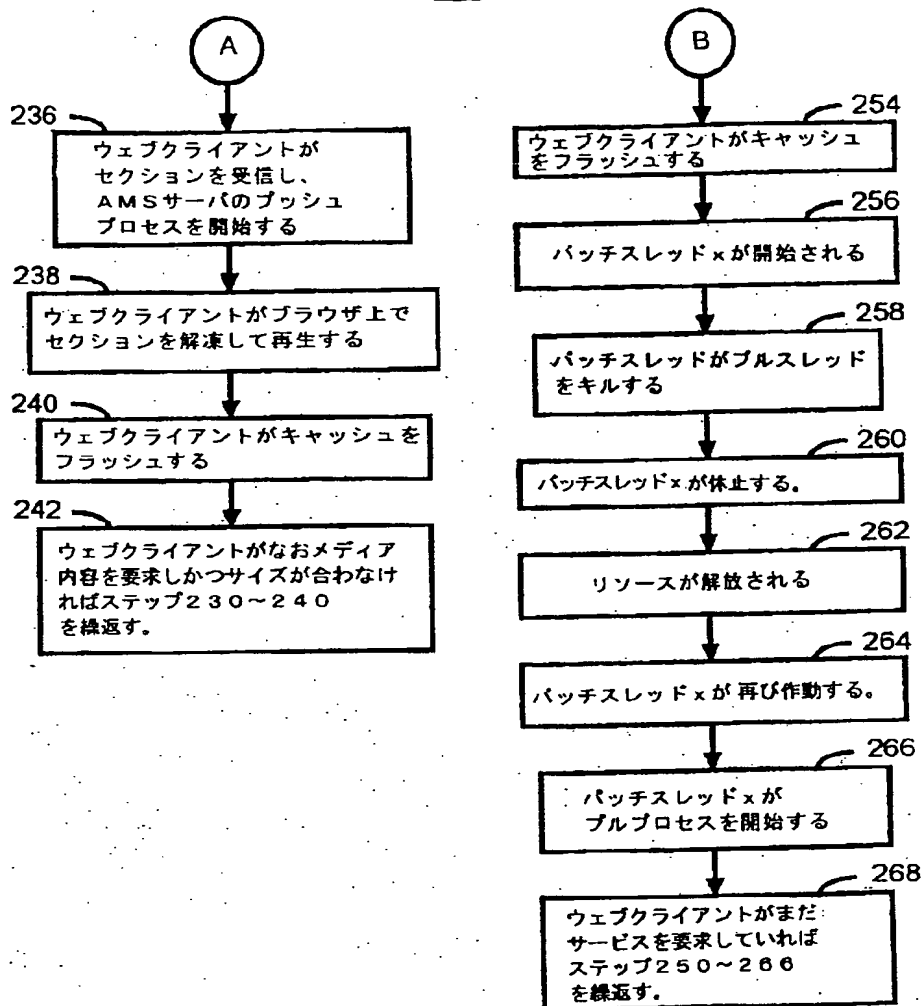 A
236
ウェブクライアントが
セクションを受信し、
AMSサーバのプッシュ
プロセスを開始する
238
ウェブクライアントがブラウザ上で
セクションを解凍して再生する
240
ウェブクライアントがキャッシュを
フラッシュする
242
ウェブクライアントがなおメディア
内容を要求しかつサイズが合わなけ
ればステップ230～240
を繰返す。
B
254
ウェブクライアントがキャッシュ
をフラッシュする
256
パッチスレッドxが開始される
258
パッチスレッドがプルスレッド
をキルする
260
パッチスレッドxが休止する。
262
リソースが解放される
264
パッチスレッドxが再び作動する。
266
パッチスレッドxが
プルプロセスを開始する
268
ウェブクライアントがまだ
サービスを要求していれば
ステップ250～266
を繰返す。